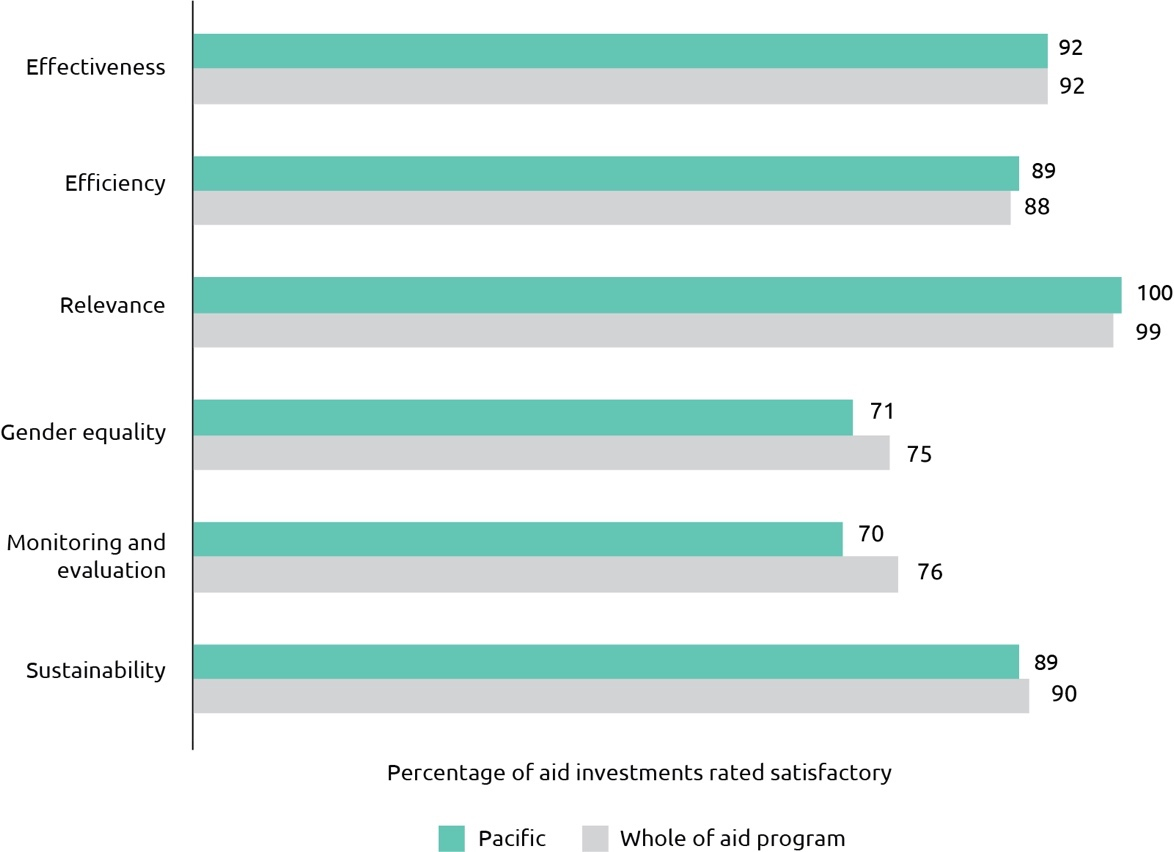 Effectiveness
92
92
Efficiency
89
88
Relevance
100
99
Gender equality
71
75
Monitoring and
evaluation
70
76
Sustainability
89
90
Percentage of aid investments rated satisfactory
Pacific
Whole of aid program